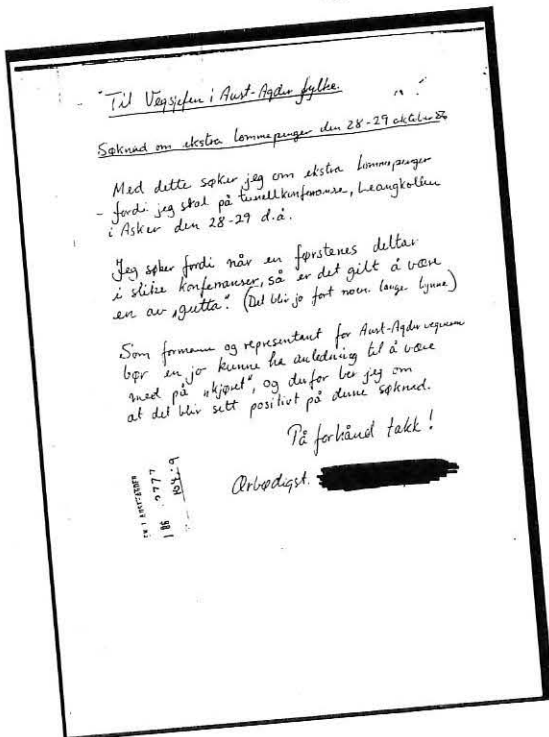 Til Vegsjefen i Aust-Agder fylke.
Søknad om ekstra lommepenger den 28-29 oktober 86
Med dette søker jeg om ekstra lommepenger
- fordi jeg skal på tunellkonferanse, Leangkollen
i Asker den 28-29 d.å.
Jeg søker fordi når en førstenes deltar
i slike konferanser, så er det gilt å være
en av "gutta". (Det blir jo fort noen lange lynne)
Som formann og representant for Aust-Agder vegvesen
bør en jo kunne ha anledning til å være
med på "kjøret", og derfor ber jeg om
at det blir sett positivt på denne søknad.
På forhånd takk!
Ærbødigst.
86 2777